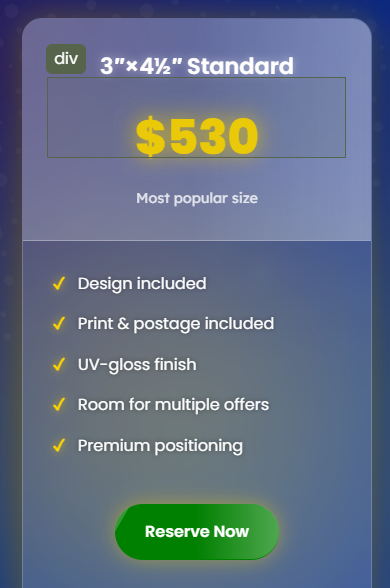 div
3"×4½" Standard
$530
Most popular size
✓ Design included
✓ Print & postage included
✓ UV-gloss finish
✓ Room for multiple offers
✓ Premium positioning
Reserve Now